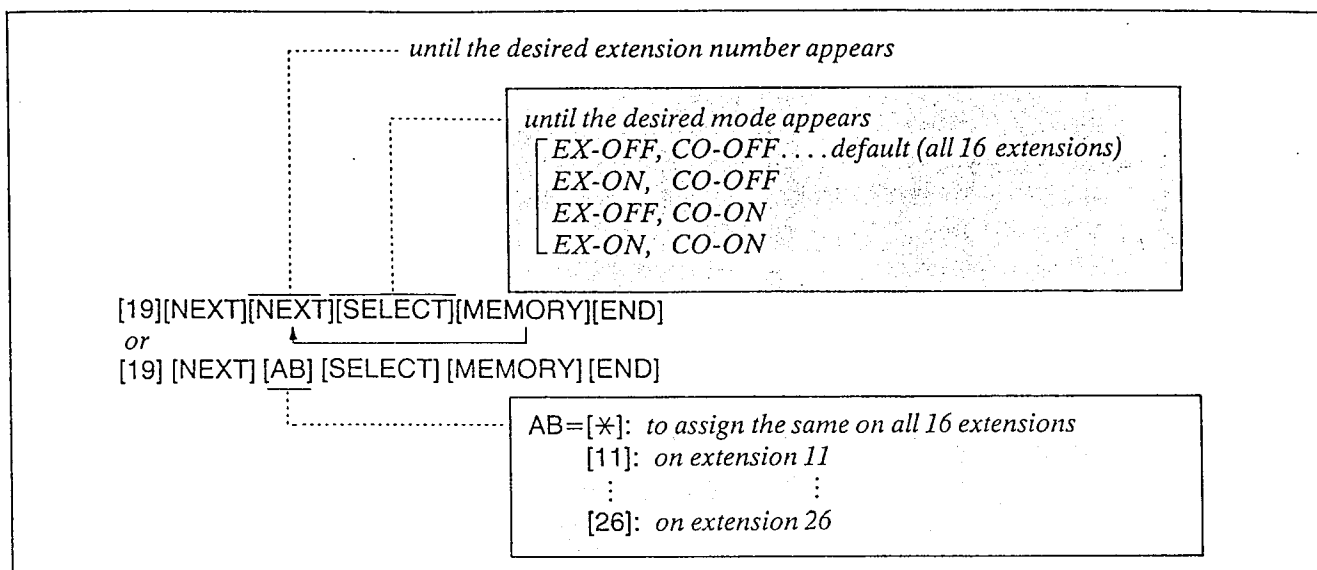 until the desired extension number appears
until the desired mode appears
EX-OFF, CO-OFF....default (all 16 extensions)
EX-ON, CO-OFF
EX-OFF, CO-ON
EX-ON, CO-ON
[19][NEXT][NEXT][SELECT][MEMORY][END]
or
[19] [NEXT] [AB] [SELECT] [MEMORY] [END]
AB=[*]: to assign the same on all 16 extensions
[11]: on extension 11
[26]: on extension 26